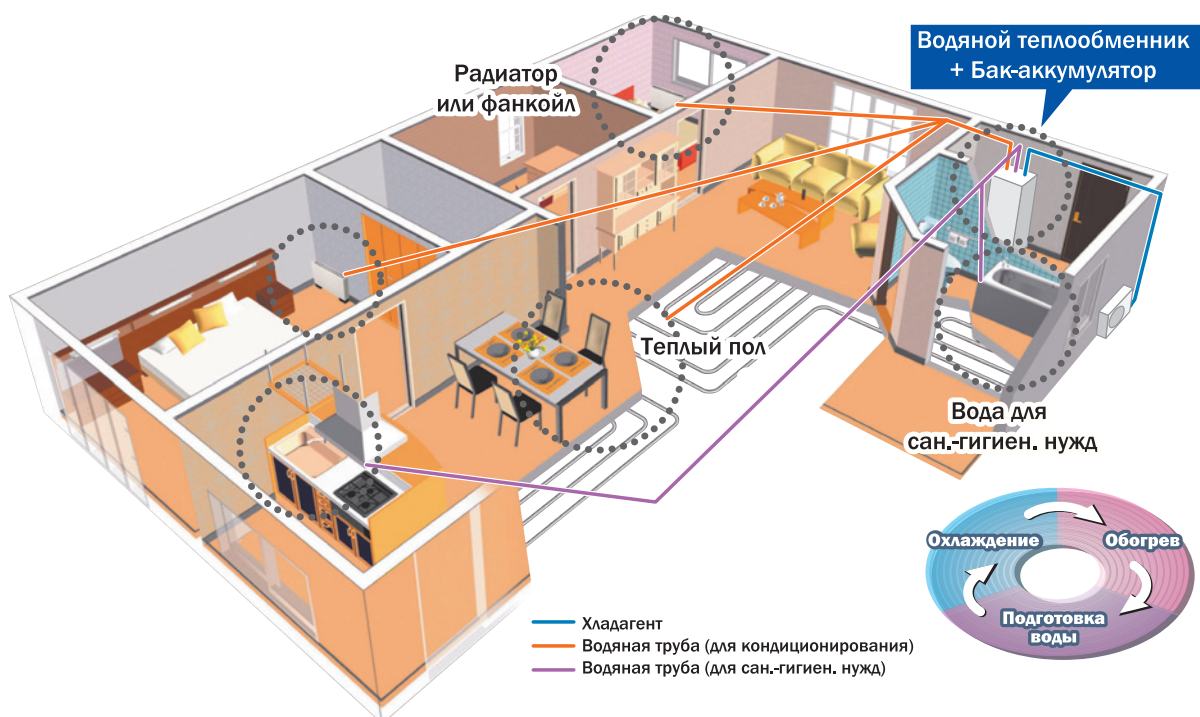 Водяной теплообменник
+ Бак-аккумулятор
Радиатор
или фанкойл
Теплый пол
Вода для
сан.-гигиен. нужд
Охлаждение
Обогрев
Подготовка
воды
Хладагент
Водяная труба (для кондиционирования)
Водяная труба (для сан.-гигиен. нужд)